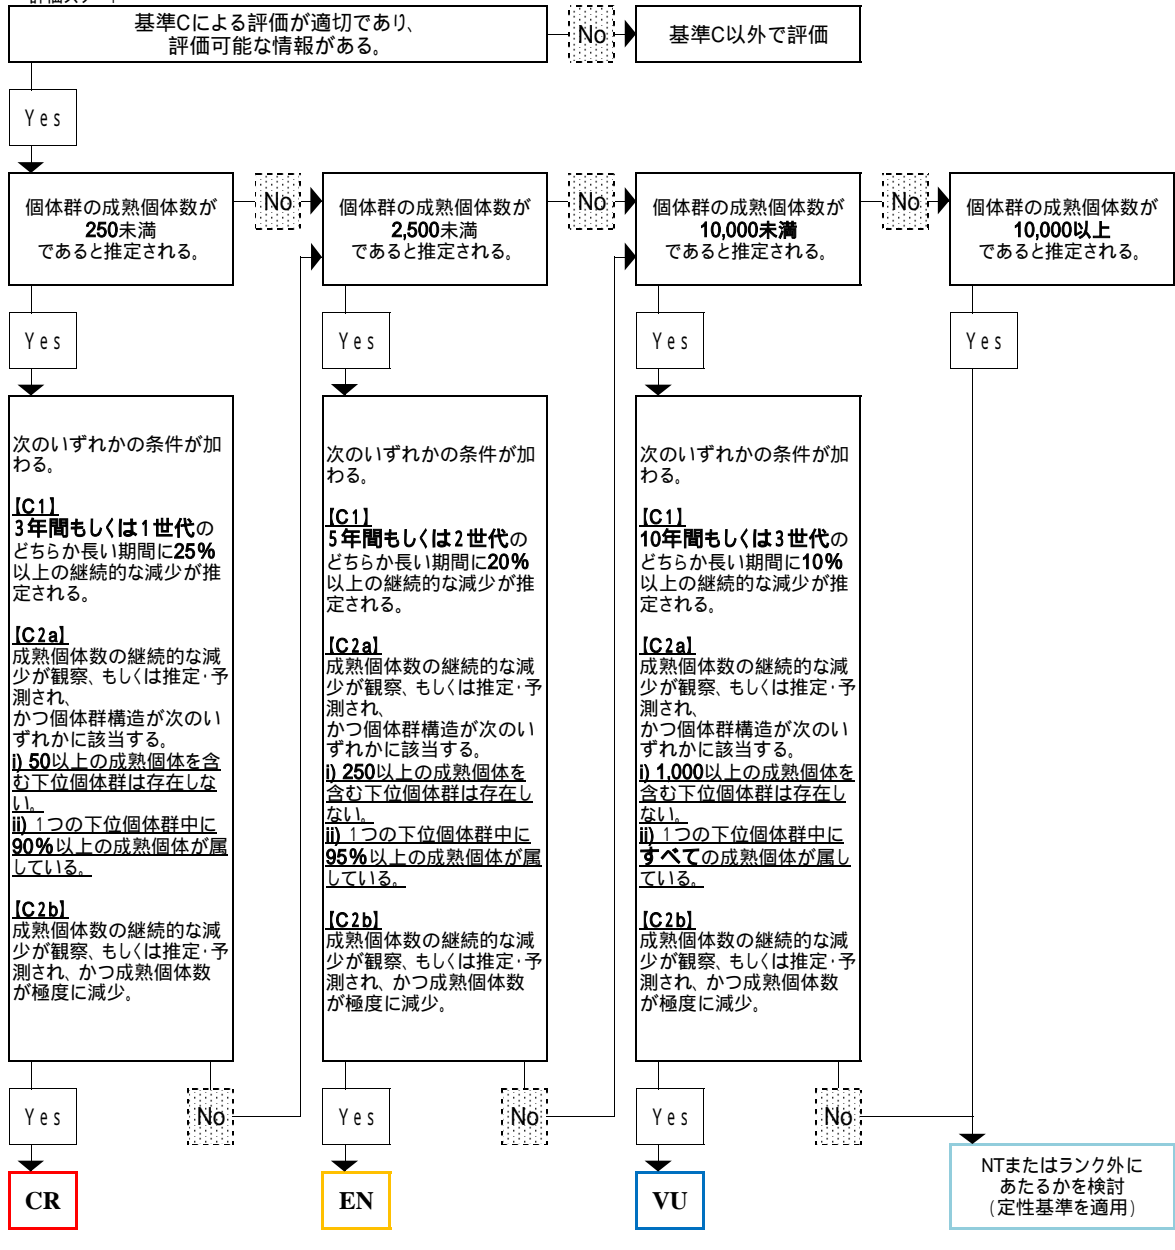 基準Cによる評価が適切であり、
評価可能な情報がある。
No
基準C以外で評価
Yes
個体群の成熟個体数が
250未満
であると推定される。
No
個体群の成熟個体数が
2,500未満
であると推定される。
No
個体群の成熟個体数が
10,000未満
であると推定される。
No
個体群の成熟個体数が
10,000以上
であると推定される。
Yes
Yes
Yes
Yes
次のいずれかの条件が加
わる。
【C1】
3年間もしくは1世代の
どちらか長い期間に25%
以上の継続的な減少が推
定される。
【C2a】
成熟個体数の継続的な減
少が観察、もしくは推定・予
測され、
かつ個体群構造が次のい
ずれかに該当する。
i) 50以上の成熟個体を含
む下位個体群は存在しな
い。
ii) 1つの下位個体群中に
90%以上の成熟個体が属
している。
【C2b】
成熟個体数の継続的な減
少が観察、もしくは推定・予
測され、かつ成熟個体数
が極度に減少。
次のいずれかの条件が加
わる。
【C1】
5年間もしくは2世代の
どちらか長い期間に20%
以上の継続的な減少が推
定される。
【C2a】
成熟個体数の継続的な減
少が観察、もしくは推定・予
測され、
かつ個体群構造が次のい
ずれかに該当する。
i) 250以上の成熟個体を
含む下位個体群は存在し
ない。
ii) 1つの下位個体群中に
95%以上の成熟個体が属
している。
【C2b】
成熟個体数の継続的な減
少が観察、もしくは推定・予
測され、かつ成熟個体数
が極度に減少。
次のいずれかの条件が加
わる。
【C1】
10年間もしくは3世代の
どちらか長い期間に10%
以上の継続的な減少が推
定される。
【C2a】
成熟個体数の継続的な減
少が観察、もしくは推定・予
測され、
かつ個体群構造が次のい
ずれかに該当する。
i) 1,000以上の成熟個体を
含む下位個体群は存在し
ない。
ii) 1つの下位個体群中に
すべての成熟個体が属し
ている。
【C2b】
成熟個体数の継続的な減
少が観察、もしくは推定・予
測され、かつ成熟個体数
が極度に減少。
Yes
No
Yes
No
Yes
No
CR
EN
VU
NTまたはランク外に
あたるかを検討
(定性基準を適用)